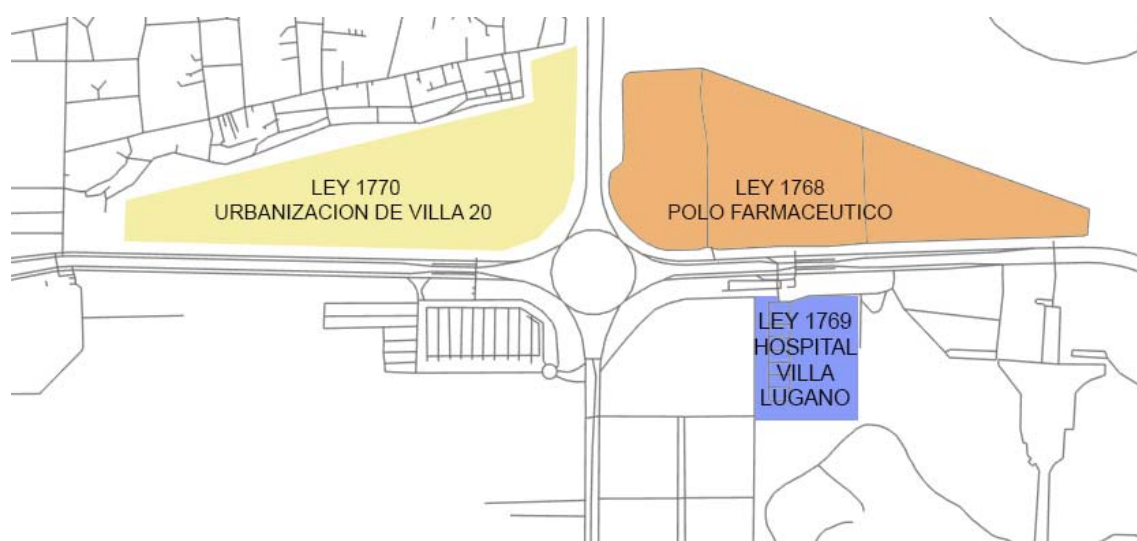 LEY 1770
URBANIZACION DE VILLA 20
LEY 1768
POLO FARMACEUTICO
LEY 1769
HOSPITAL
VILLA
LUGANO